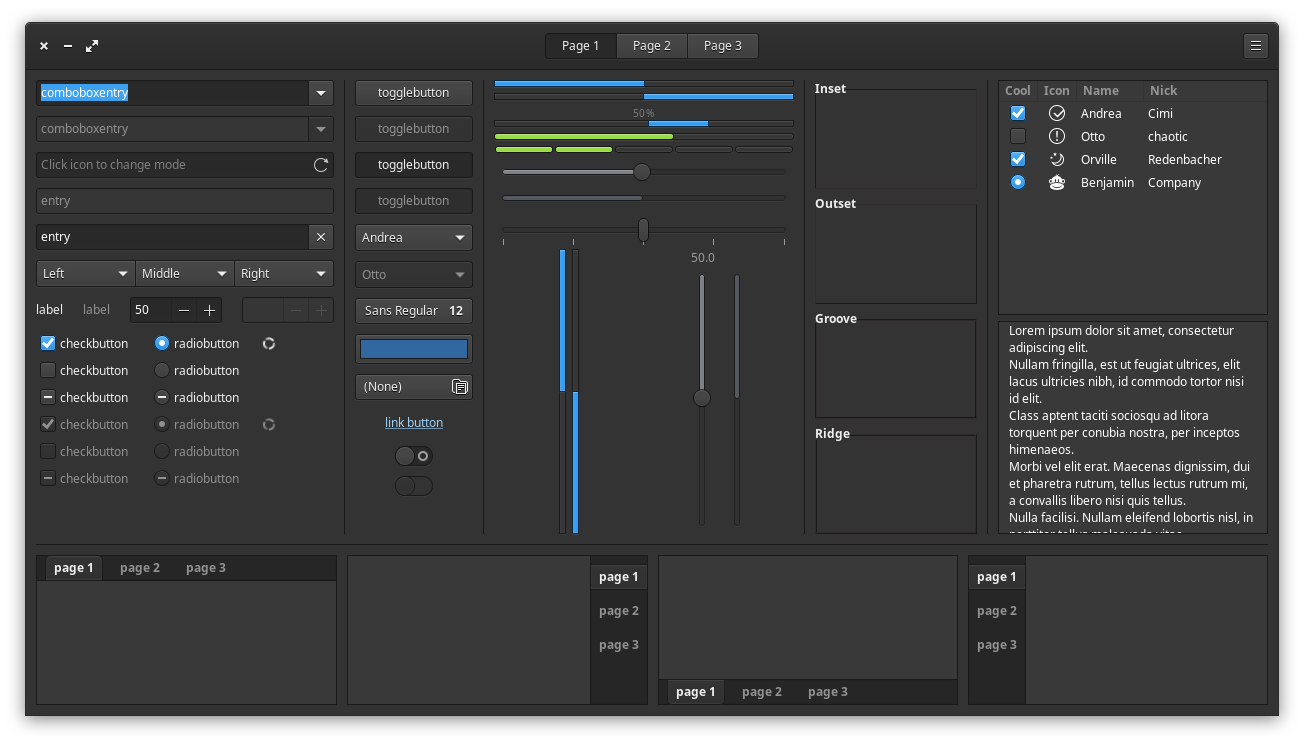 Page 1 Page 2 Page 3
comboboxentry
comboboxentry
Click icon to change mode
entry
entry
Left Middle Right
label label 50
checkbutton radiobutton
checkbutton radiobutton
checkbutton radiobutton
checkbutton radiobutton
checkbutton radiobutton
checkbutton radiobutton
togglebutton
togglebutton
togglebutton
togglebutton
Andrea
Otto
Sans Regular 12
(None)
link button
50 %
50.0
Inset
Outset
Groove
Ridge
Cool Icon Name Nick
Andrea Cimi
Otto chaotic
Orville Redenbacher
Benjamin Company
Lorem ipsum dolor sit amet, consectetur
adipiscing elit.
Nullam fringilla, est ut feugiat ultrices, elit
lacus ultricies nibh, id commodo tortor nisi
id elit.
Class aptent taciti sociosqu ad litora
torquent per conubia nostra, per inceptos
himenaeos.
Morbi vel elit erat. Maecenas dignissim, dui
et pharetra rutrum, tellus lectus rutrum mi,
a convallis libero nisi quis tellus.
Nulla facilisi. Nullam eleifend lobortis nisl, in
page 1 page 2 page 3
page 1
page 2
page 3
page 1 page 2 page 3
page 1
page 2
page 3